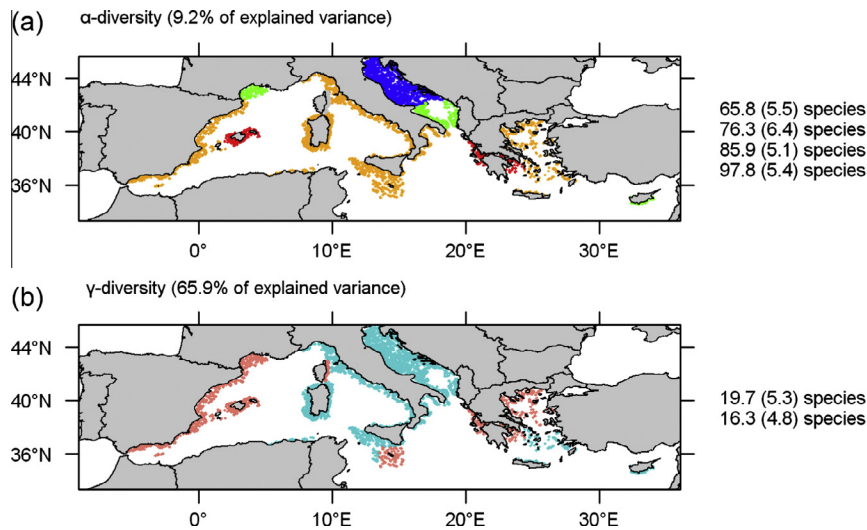 (a)
α-diversity (9.2% of explained variance)
44°N
40°N
36°N
65.8 (5.5) species
76.3 (6.4) species
85.9 (5.1) species
97.8 (5.4) species
0°
10°E
20°E
30°E
(b)
γ-diversity (65.9% of explained variance)
44°N
40°N
36°N
19.7 (5.3) species
16.3 (4.8) species
0°
10°E
20°E
30°E